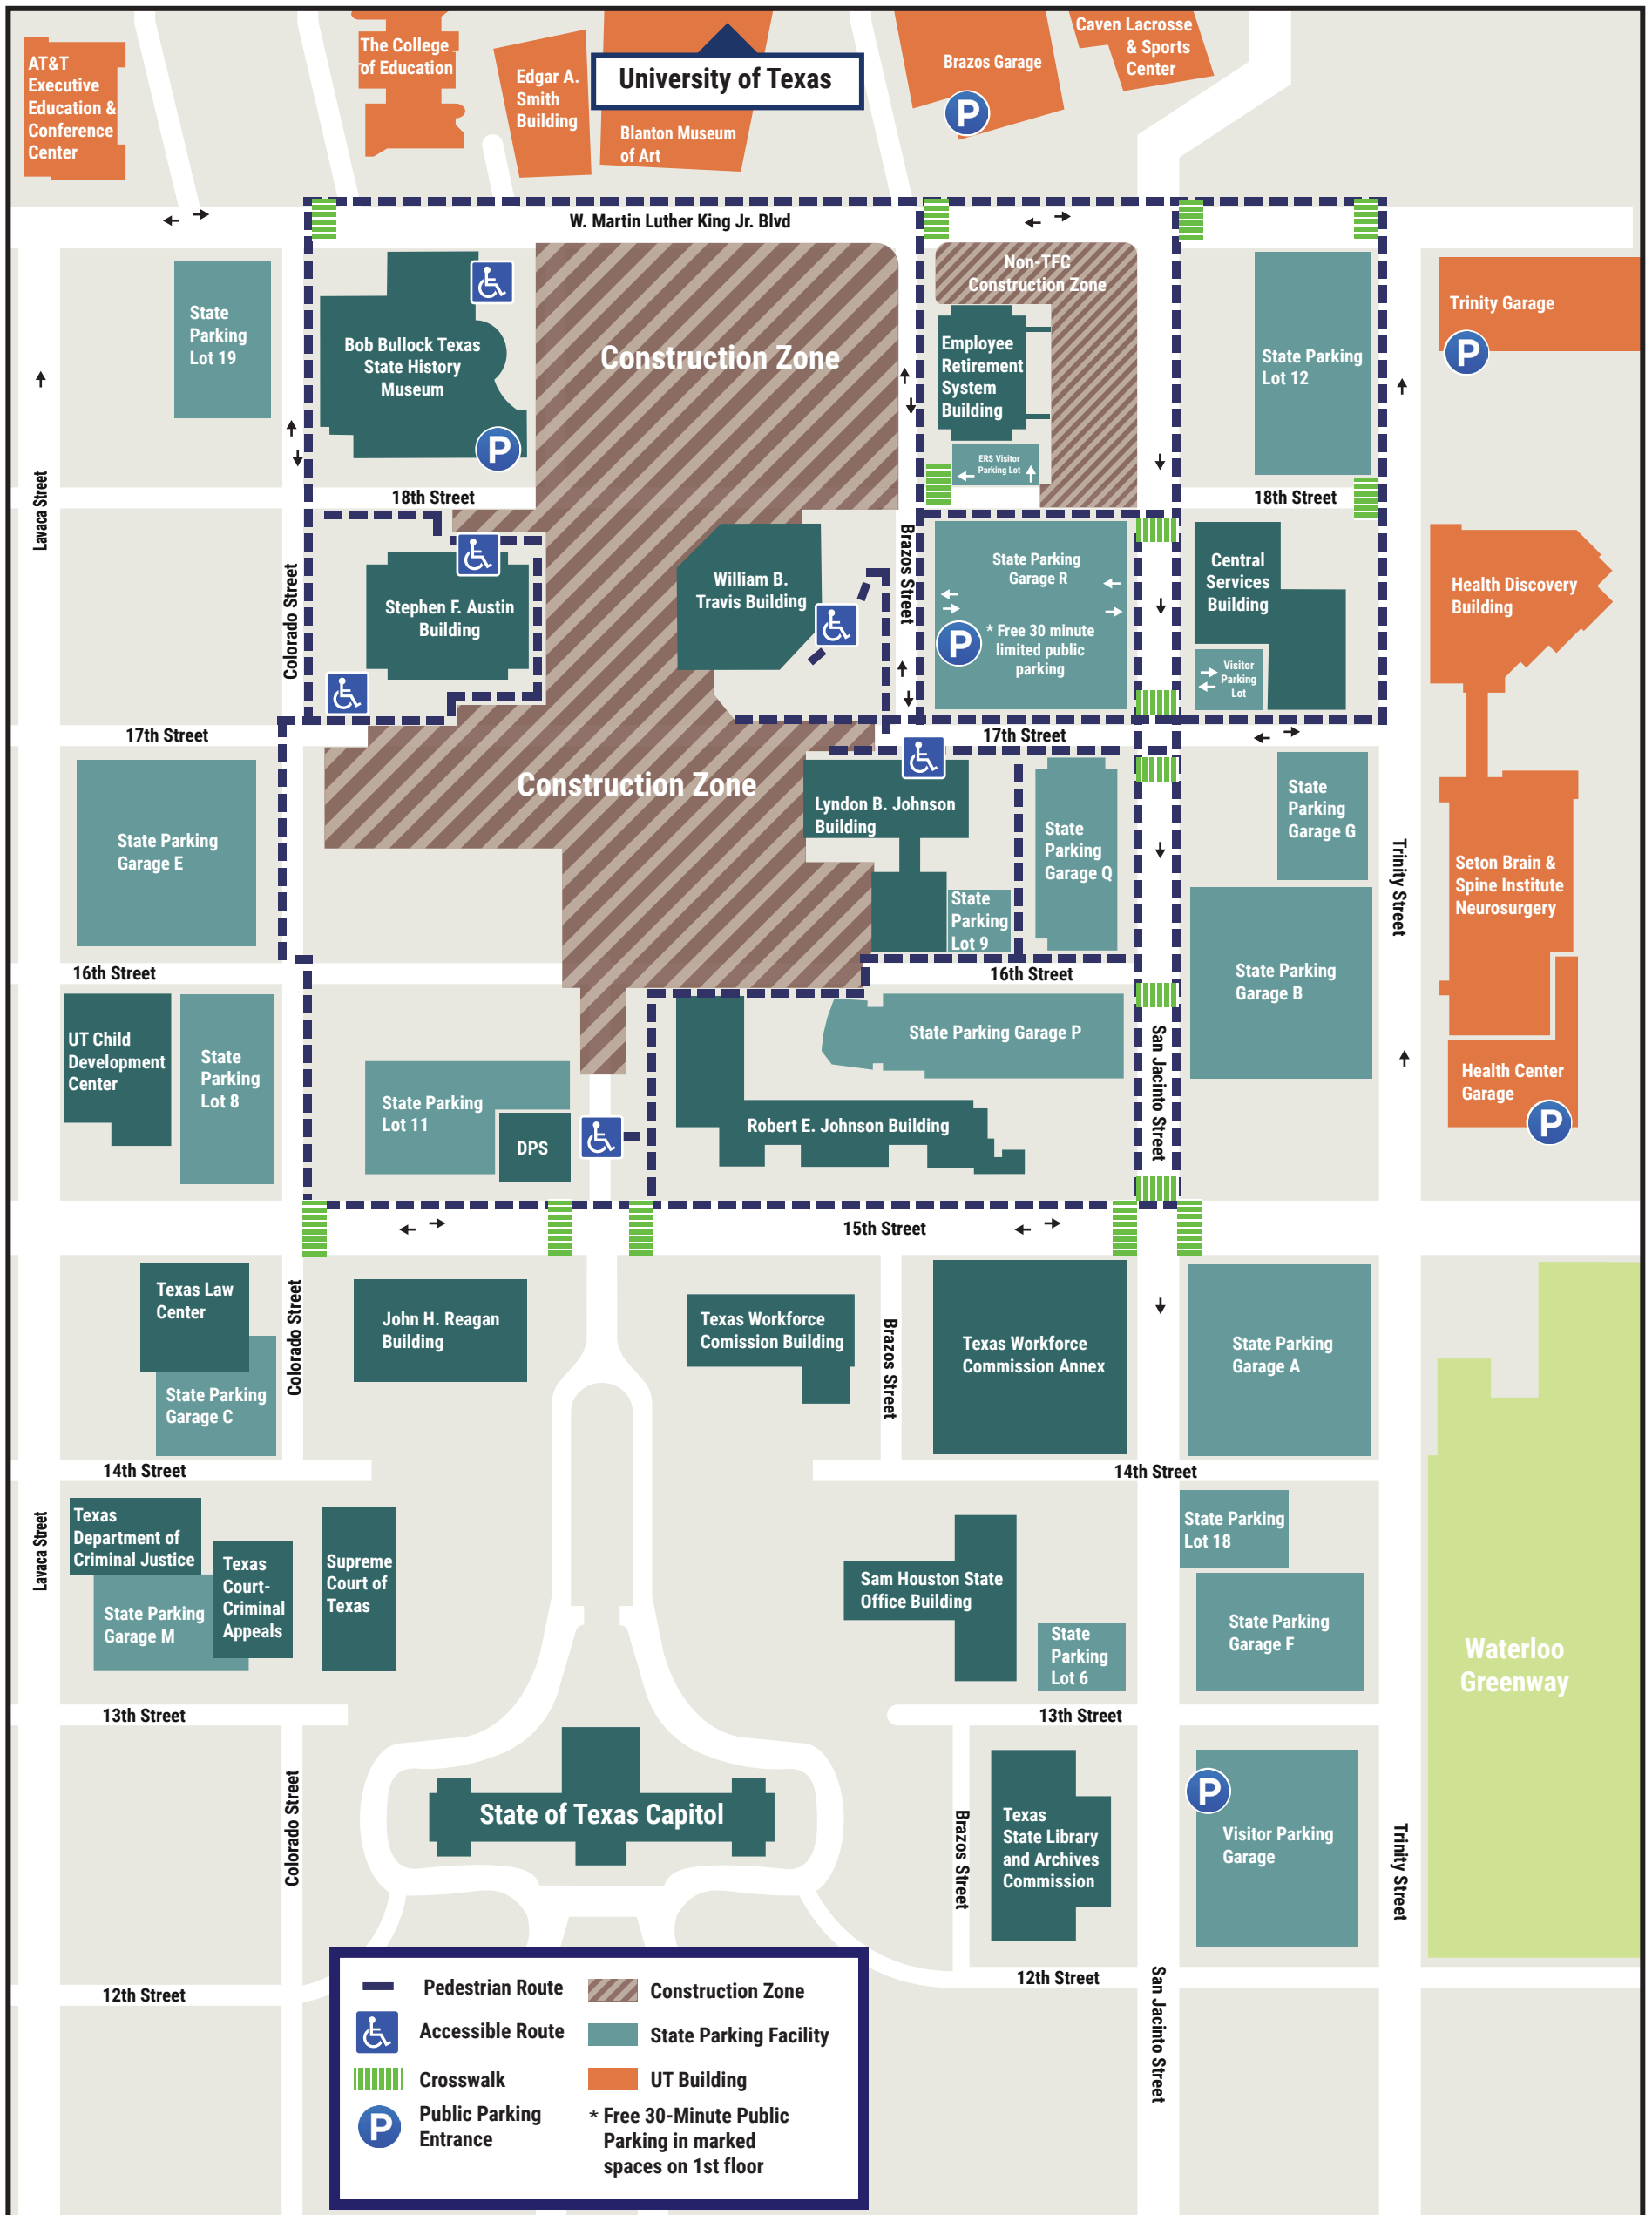 AT&T
Executive
Education &
Conference
Center
The College
of Education
Edgar A.
Smith
Building
University of Texas
Blanton Museum
of Art
Brazos Garage
P
Caven Lacrosse
& Sports
Center
W. Martin Luther King Jr. Blvd
State
Parking
Lot 19
Bob Bullock Texas
State History
Museum
P
Construction Zone
Non-TFC
Construction Zone
Employee
Retirement
System
Building
ERS Visitor
Parking Lot
State Parking
Lot 12
Trinity Garage
P
Lavaca Street
18th Street
18th Street
Colorado Street
Stephen F. Austin
Building
William B.
Travis Building
Brazos Street
State Parking
Garage R
P
* Free 30 minute
limited public
parking
Central
Services
Building
Visitor
Parking
Lot
Health Discovery
Building
17th Street
17th Street
State Parking
Garage E
Construction Zone
Lyndon B. Johnson
Building
State
Parking
Lot 9
State
Parking
Garage Q
State
Parking
Garage G
Trinity Street
Seton Brain &
Spine Institute
Neurosurgery
State Parking
Garage B
16th Street
16th Street
UT Child
Development
Center
State
Parking
Lot 8
State Parking
Lot 11
DPS
State Parking Garage P
Robert E. Johnson Building
San Jacinto Street
Health Center
Garage
P
15th Street
Texas Law
Center
State Parking
Garage C
Colorado Street
John H. Reagan
Building
Texas Workforce
Comission Building
Brazos Street
Texas Workforce
Commission Annex
State Parking
Garage A
14th Street
14th Street
Lavaca Street
Texas
Department of
Criminal Justice
State Parking
Garage M
Texas
Court-
Criminal
Appeals
Supreme
Court of
Texas
Sam Houston State
Office Building
State
Parking
Lot 6
State Parking
Lot 18
State Parking
Garage F
Waterloo
Greenway
13th Street
13th Street
Colorado Street
State of Texas Capitol
Brazos Street
Texas
State Library
and Archives
Commission
P
Visitor Parking
Garage
Trinity Street
12th Street
12th Street
San Jacinto Street
Pedestrian Route
Accessible Route
Crosswalk
P
Public Parking
Entrance
Construction Zone
State Parking Facility
UT Building
* Free 30-Minute Public
Parking in marked
spaces on 1st floor